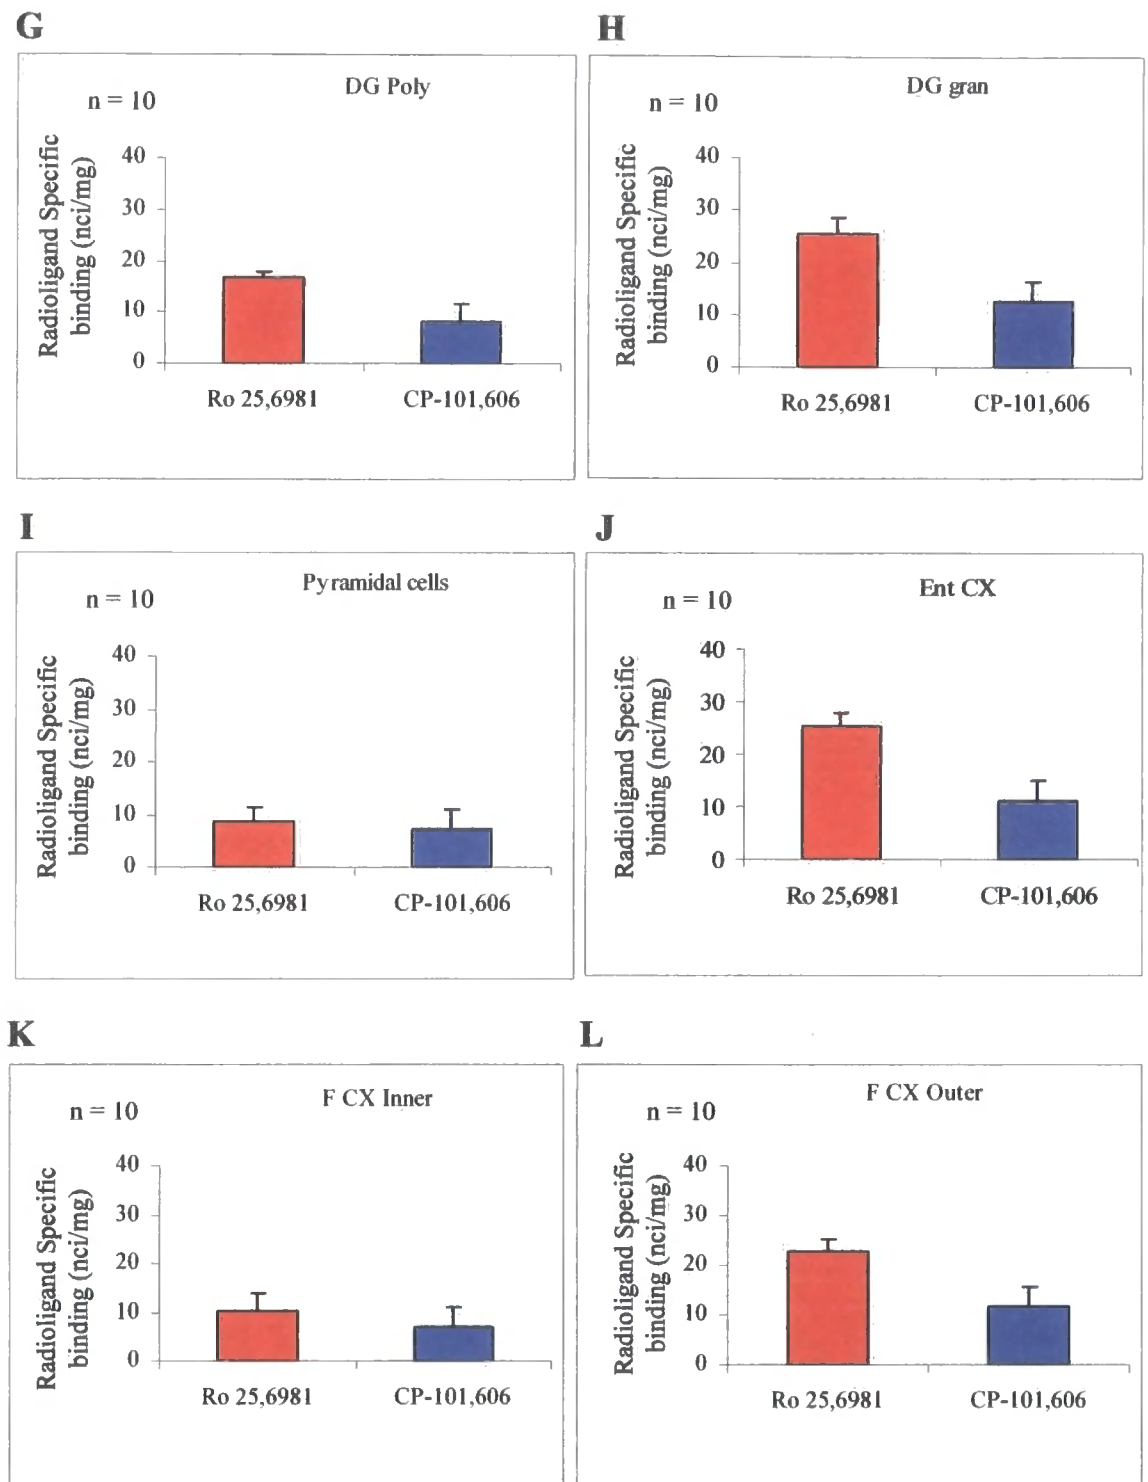 G
DG Poly
n = 10
Radioligand Specific
binding (nci/mg)
40
30
20
10
0
Ro 25,6981 CP-101,606
H
DG gran
n = 10
Radioligand Specific
binding (nci/mg)
40
30
20
10
0
Ro 25,6981 CP-101,606
I
Pyramidal cells
n = 10
Radioligand Specific
binding (nci/mg)
40
30
20
10
0
Ro 25,6981 CP-101,606
J
Ent CX
n = 10
Radioligand Specific
binding (nci/mg)
40
30
20
10
0
Ro 25,6981 CP-101,606
K
F CX Inner
n = 10
Radioligand Specific
binding (nci/mg)
40
30
20
10
0
Ro 25,6981 CP-101,606
L
F CX Outer
n = 10
Radioligand Specific
binding (nci/mg)
40
30
20
10
0
Ro 25,6981 CP-101,606